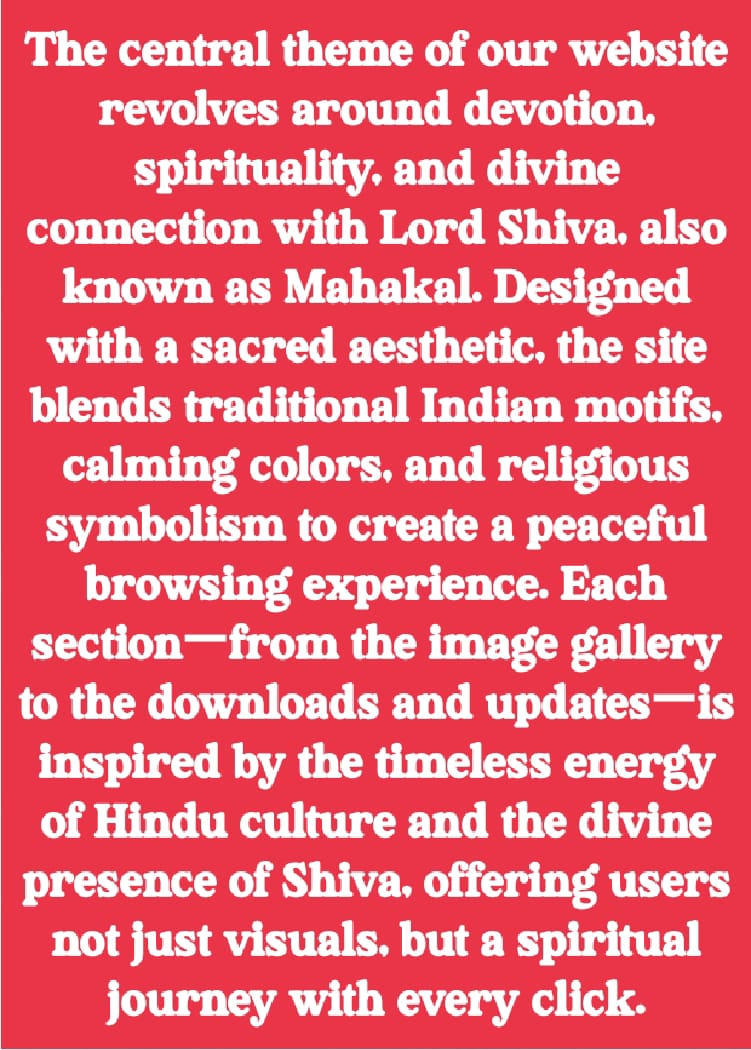 The central theme of our website
revolves around devotion,
spirituality, and divine
connection with Lord Shiva, also
known as Mahakal. Designed
with a sacred aesthetic, the site
blends traditional Indian motifs,
calming colors, and religious
symbolism to create a peaceful
browsing experience. Each
section—from the image gallery
to the downloads and updates—is
inspired by the timeless energy
of Hindu culture and the divine
presence of Shiva, offering users
not just visuals, but a spiritual
journey with every click.